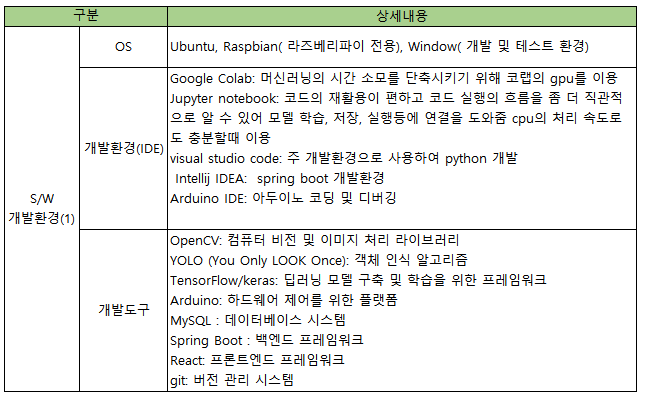 구분 상세내용
OS
Ubuntu, Raspbian( 라즈베리파이 전용), Window( 개발 및 테스트 환경)
S/W
개발환경(1)
개발환경(IDE)
Google Colab: 머신러닝의 시간 소모를 단축시키기 위해 코랩의 gpu를 이용
Jupyter notebook: 코드의 재활용이 편하고 코드 실행의 흐름을 좀 더 직관적
으로 알 수 있어 모델 학습, 저장, 실행등에 연결을 도와줌 cpu의 처리 속도로
도 충분할때 이용
visual studio code: 주 개발환경으로 사용하여 python 개발
Intellij IDEA: spring boot 개발환경
Arduino IDE: 아두이노 코딩 및 디버깅
개발도구
OpenCV: 컴퓨터 비전 및 이미지 처리 라이브러리
YOLO (You Only LOOK Once): 객체 인식 알고리즘
TensorFlow/keras: 딥러닝 모델 구축 및 학습을 위한 프레임워크
Arduino: 하드웨어 제어를 위한 플랫폼
MySQL : 데이터베이스 시스템
Spring Boot : 백엔드 프레임워크
React: 프론트엔드 프레임워크
git: 버전 관리 시스템